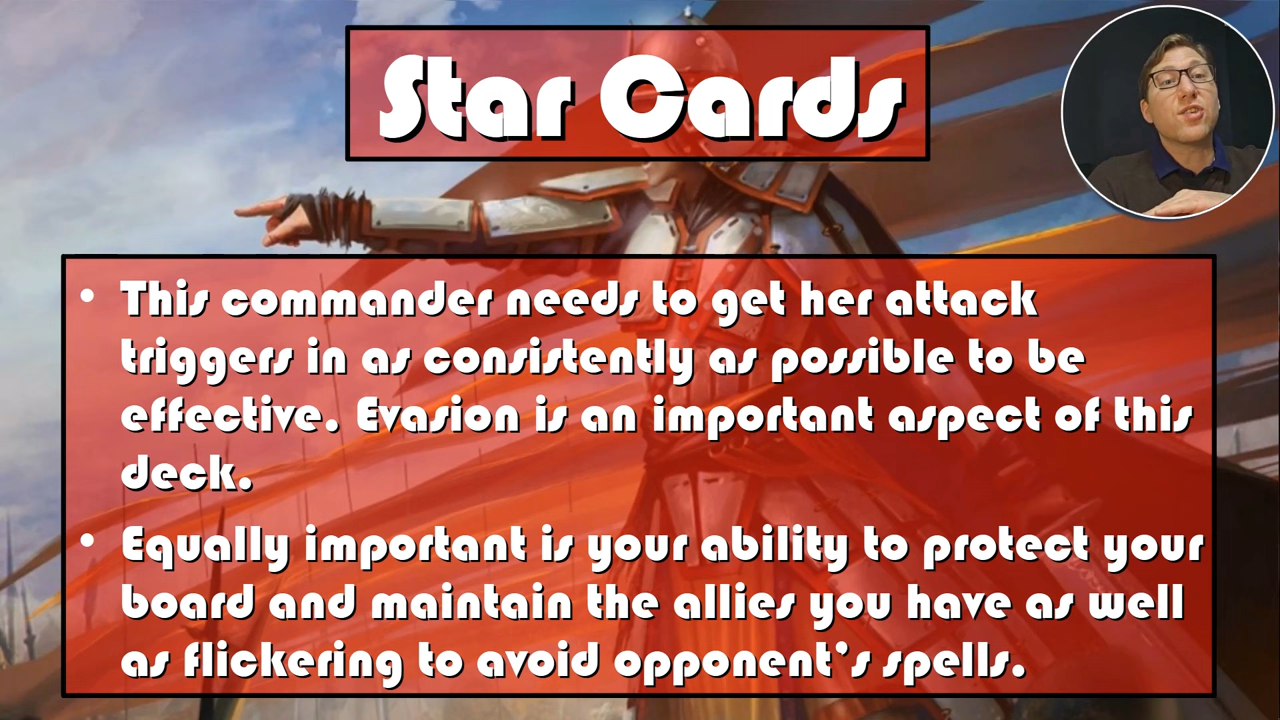 Star Cards
• This commander needs to get her attack
triggers in as consistently as possible to be
effective. Evasion is an important aspect of this
deck.
• Equally important is your ability to protect your
board and maintain the allies you have as well
as flickering to avoid opponent's spells.